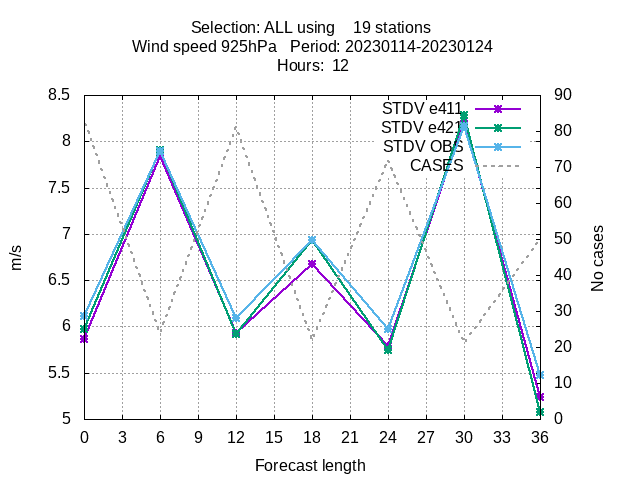 Selection: ALL using    19 stations
Wind speed 925hPa   Period: 20230114-20230124
Hours:  12
8.5
8
7.5
7
6.5
6
5.5
5
90
80
70
60
50
40
30
20
10
0
STDV e411
STDV e421
STDV OBS
CASES
m/s
No cases
0 3 6 9 12 15 18 21 24 27 30 33 36
Forecast length